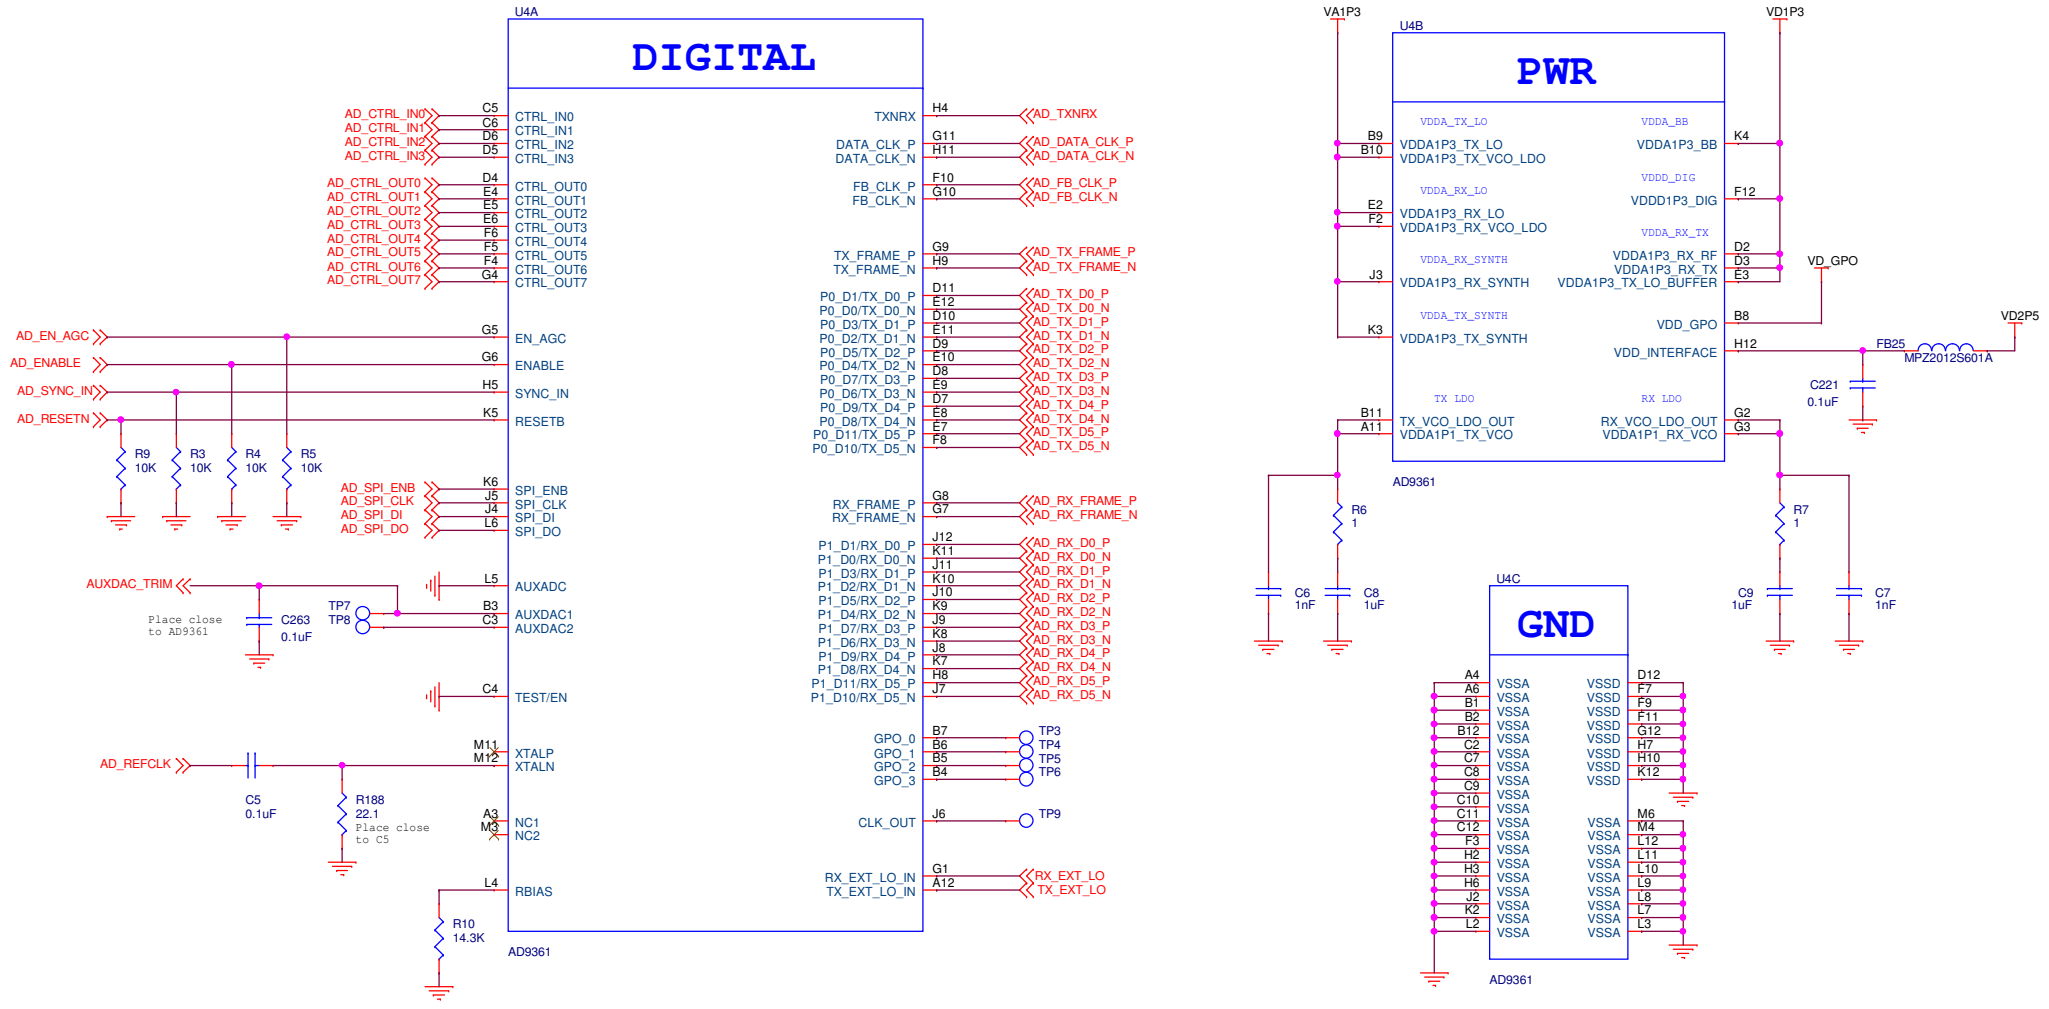 U4A
DIGITAL
AD_CTRL_IN0 C5 CTRL_IN0
AD_CTRL_IN1 C6 CTRL_IN1
AD_CTRL_IN2 D6 CTRL_IN2
AD_CTRL_IN3 D5 CTRL_IN3
AD_CTRL_OUT0 D4 CTRL_OUT0
AD_CTRL_OUT1 E4 CTRL_OUT1
AD_CTRL_OUT2 E5 CTRL_OUT2
AD_CTRL_OUT3 E6 CTRL_OUT3
AD_CTRL_OUT4 F6 CTRL_OUT4
AD_CTRL_OUT5 F5 CTRL_OUT5
AD_CTRL_OUT6 F4 CTRL_OUT6
AD_CTRL_OUT7 G4 CTRL_OUT7
AD_EN_AGC G5 EN_AGC
AD_ENABLE G6 ENABLE
AD_SYNC_IN H5 SYNC_IN
AD_RESETN K5 RESETB
R9 R3 R4 R5
10K 10K 10K 10K
AD_SPI_ENB K6 SPI_ENB
AD_SPI_CLK J5 SPI_CLK
AD_SPI_DI J4 SPI_DI
AD_SPI_DO L6 SPI_DO
L5 AUXADC
AUXDAC_TRIM
TP7 B3 AUXDAC1
TP8 C3 AUXDAC2
Place close
to AD9361
C263
0.1uF
C4 TEST/EN
M11 XTALP
AD_REFCLK M12 XTALN
C5
0.1uF
R188
22.1
Place close
to C5
A3 NC1
M3 NC2
L4 RBIAS
R10
14.3K
TXNRX H4 AD_TXNRX
DATA_CLK_P G11 AD_DATA_CLK_P
DATA_CLK_N H11 AD_DATA_CLK_N
FB_CLK_P F10 AD_FB_CLK_P
FB_CLK_N G10 AD_FB_CLK_N
TX_FRAME_P G9 AD_TX_FRAME_P
TX_FRAME_N H9 AD_TX_FRAME_N
P0_D1/TX_D0_P D11 AD_TX_D0_P
P0_D0/TX_D0_N E12 AD_TX_D0_N
P0_D3/TX_D1_P D10 AD_TX_D1_P
P0_D2/TX_D1_N E11 AD_TX_D1_N
P0_D5/TX_D2_P D9 AD_TX_D2_P
P0_D4/TX_D2_N E10 AD_TX_D2_N
P0_D7/TX_D3_P D8 AD_TX_D3_P
P0_D6/TX_D3_N E9 AD_TX_D3_N
P0_D9/TX_D4_P D7 AD_TX_D4_P
P0_D8/TX_D4_N E8 AD_TX_D4_N
P0_D11/TX_D5_P E7 AD_TX_D5_P
P0_D10/TX_D5_N F8 AD_TX_D5_N
RX_FRAME_P G8 AD_RX_FRAME_P
RX_FRAME_N G7 AD_RX_FRAME_N
P1_D1/RX_D0_P J12 AD_RX_D0_P
P1_D0/RX_D0_N K11 AD_RX_D0_N
P1_D3/RX_D1_P J11 AD_RX_D1_P
P1_D2/RX_D1_N K10 AD_RX_D1_N
P1_D5/RX_D2_P J10 AD_RX_D2_P
P1_D4/RX_D2_N K9 AD_RX_D2_N
P1_D7/RX_D3_P J9 AD_RX_D3_P
P1_D6/RX_D3_N K8 AD_RX_D3_N
P1_D9/RX_D4_P J8 AD_RX_D4_P
P1_D8/RX_D4_N K7 AD_RX_D4_N
P1_D11/RX_D5_P H8 AD_RX_D5_P
P1_D10/RX_D5_N J7 AD_RX_D5_N
GPO_0 B7 TP3
GPO_1 B6 TP4
GPO_2 B5 TP5
GPO_3 B4 TP6
CLK_OUT J6 TP9
RX_EXT_LO_IN G1 RX_EXT_LO
TX_EXT_LO_IN A12 TX_EXT_LO
AD9361
VA1P3 VD1P3
U4B
PWR
VDDA_TX_LO
B9 VDDA1P3_TX_LO
B10 VDDA1P3_TX_VCO_LDO
VDDA_RX_LO
E2 VDDA1P3_RX_LO
F2 VDDA1P3_RX_VCO_LDO
VDDA_RX_SYNTH
J3 VDDA1P3_RX_SYNTH
VDDA_TX_SYNTH
K3 VDDA1P3_TX_SYNTH
TX LDO
B11 TX_VCO_LDO_OUT
A11 VDDA1P1_TX_VCO
VDDA_BB
VDDA1P3_BB K4
VDDD_DIG
VDDD1P3_DIG F12
VDDA_RX_TX
VDDA1P3_RX_RF D2
VDDA1P3_RX_TX D3
VDDA1P3_TX_LO_BUFFER E3
VD_GPO
VDD_GPO B8
VD2P5
VDD_INTERFACE H12
FB25
MPZ2012S601A
C221
0.1uF
RX LDO
RX_VCO_LDO_OUT G2
VDDA1P1_RX_VCO G3
AD9361
R6
1
R7
1
C6
1nF
C8
1uF
C9
1uF
C7
1nF
U4C
GND
A4 VSSA VSSD D12
A6 VSSA VSSD F7
B1 VSSA VSSD F9
B2 VSSA VSSD F11
B12 VSSA VSSD G12
C2 VSSA VSSD H7
C7 VSSA VSSD H10
C8 VSSA VSSD K12
C9 VSSA
C10 VSSA
C11 VSSA VSSA M6
C12 VSSA VSSA M4
F3 VSSA VSSA L12
H2 VSSA VSSA L11
H3 VSSA VSSA L10
H6 VSSA VSSA L9
J2 VSSA VSSA L8
K2 VSSA VSSA L7
L2 VSSA VSSA L3
AD9361